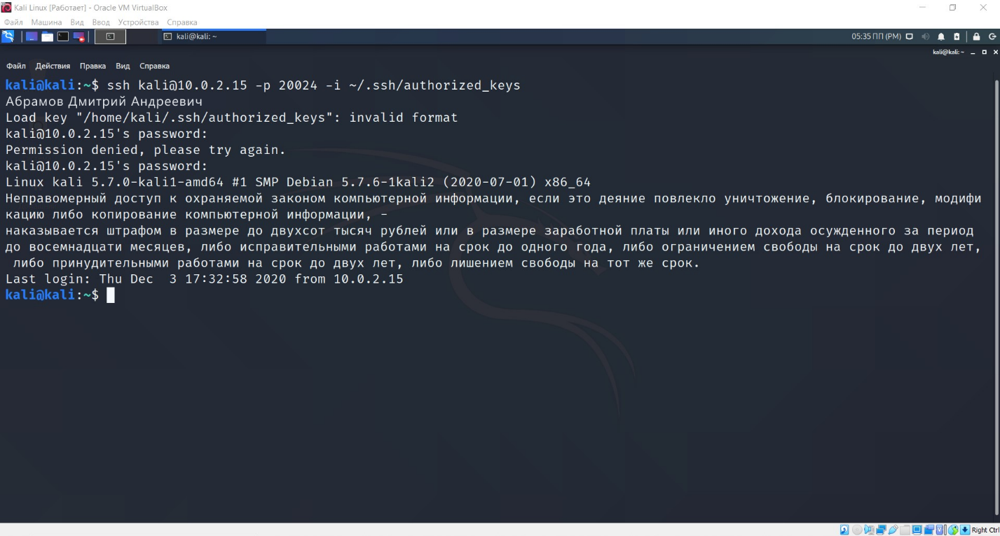 Kali Linux [Работает] - Oracle VM VirtualBox
Файл Машина Вид Ввод Устройства Справка
kali@kali: ~ 05:35 ПП (PM)
kali@kali: ~
Файл Действия Правка Вид Справка
kali@kali:~$ ssh kali@10.0.2.15 -p 20024 -i ~/.ssh/authorized_keys
Абрамов Дмитрий Андреевич
Load key "/home/kali/.ssh/authorized_keys": invalid format
kali@10.0.2.15's password:
Permission denied, please try again.
kali@10.0.2.15's password:
Linux kali 5.7.0-kali1-amd64 #1 SMP Debian 5.7.6-1kali2 (2020-07-01) x86_64
Неправомерный доступ к охраняемой законом компьютерной информации, если это деяние повлекло уничтожение, блокирование, модифи
кацию либо копирование компьютерной информации, -
наказывается штрафом в размере до двухсот тысяч рублей или в размере заработной платы или иного дохода осужденного за период
до восемнадцати месяцев, либо исправительными работами на срок до одного года, либо ограничением свободы на срок до двух лет,
либо принудительными работами на срок до двух лет, либо лишением свободы на тот же срок.
Last login: Thu Dec  3 17:32:58 2020 from 10.0.2.15
kali@kali:~$
Right Ctrl